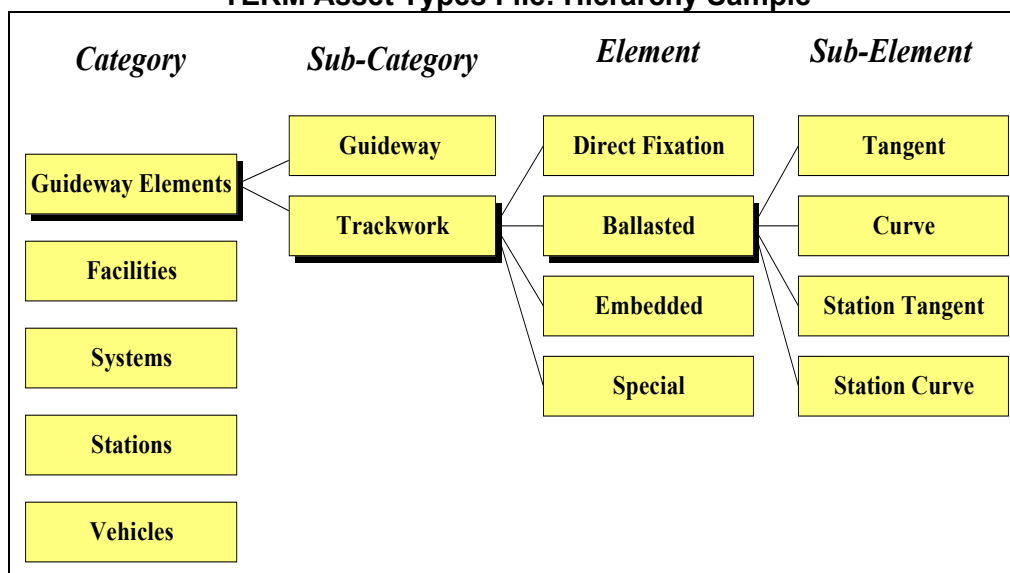 TERM Asset Types File: Hierarchy Sample
Category Sub-Category Element Sub-Element
Guideway Direct Fixation Tangent
Guideway Elements
Trackwork Ballasted Curve
Facilities
Embedded Station Tangent
Systems
Special Station Curve
Stations
Vehicles